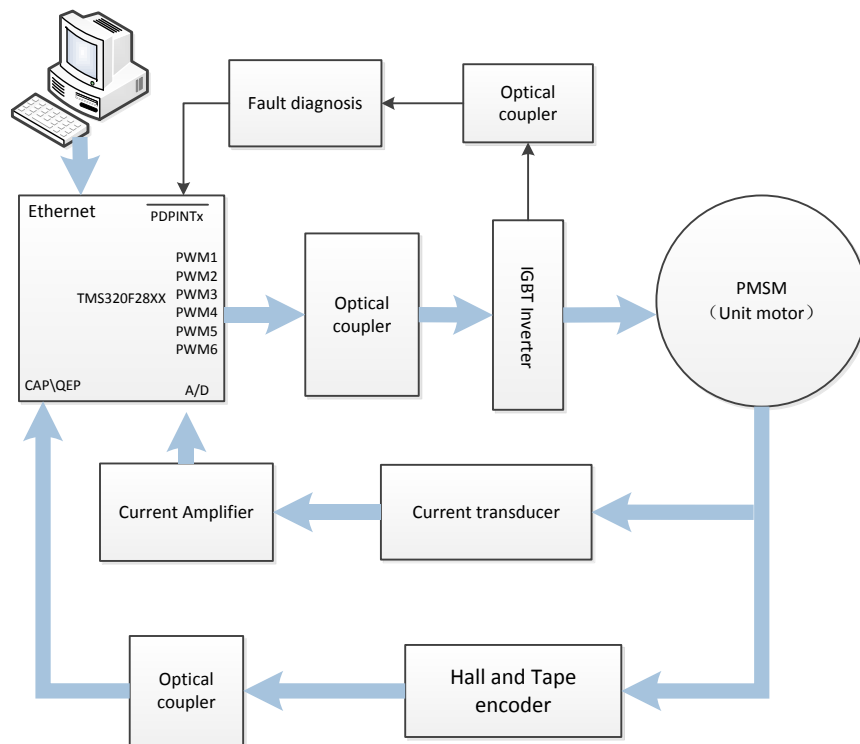 Fault diagnosis
Optical
coupler
Ethernet
PDPINTx
PWM1
PWM2
TMS320F28XX
PWM3
PWM4
PWM5
PWM6
CAP\QEP
A/D
Optical
coupler
IGBT Inverter
PMSM
（Unit motor）
Current Amplifier
Current transducer
Optical
coupler
Hall and Tape
encoder